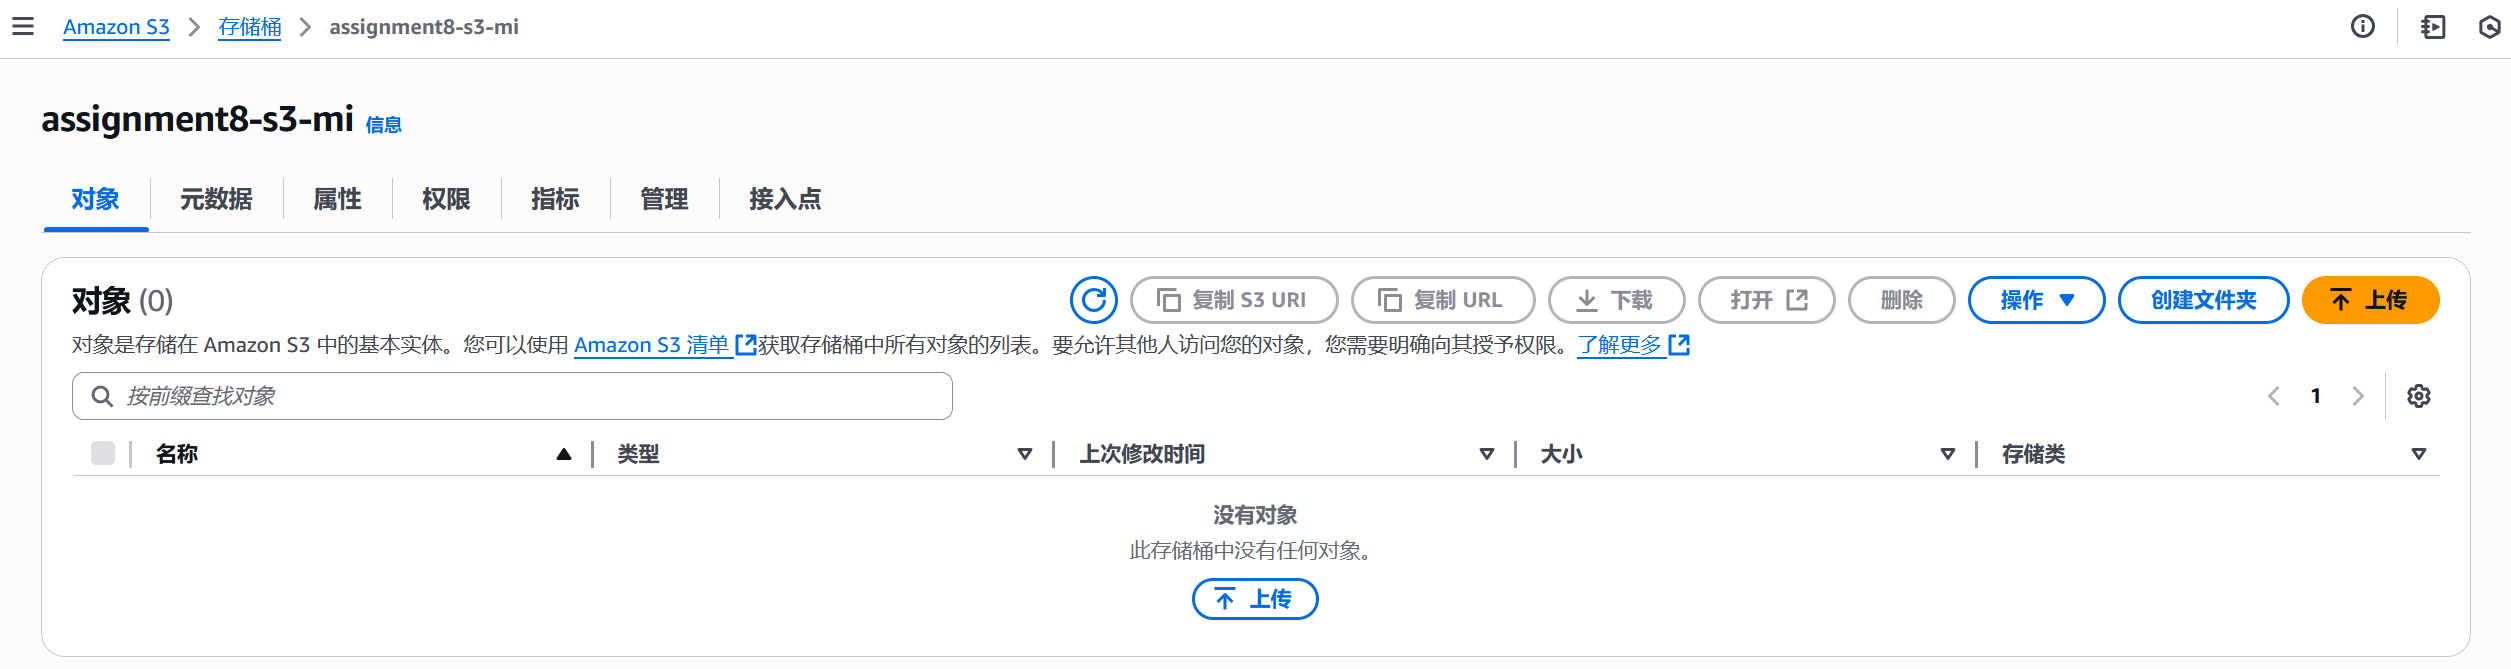 Amazon S3 > 存储桶 > assignment8-s3-mi
assignment8-s3-mi 信息
对象 元数据 属性 权限 指标 管理 接入点
对象 (0)
复制 S3 URI 复制 URL 下载 打开 删除 操作 创建文件夹 上传
对象是存储在 Amazon S3 中的基本实体。您可以使用 Amazon S3 清单 获取存储桶中所有对象的列表。要允许其他人访问您的对象，您需要明确向其授予权限。了解更多
按前缀查找对象
1
名称 类型 上次修改时间 大小 存储类
没有对象
此存储桶中没有任何对象。
上传